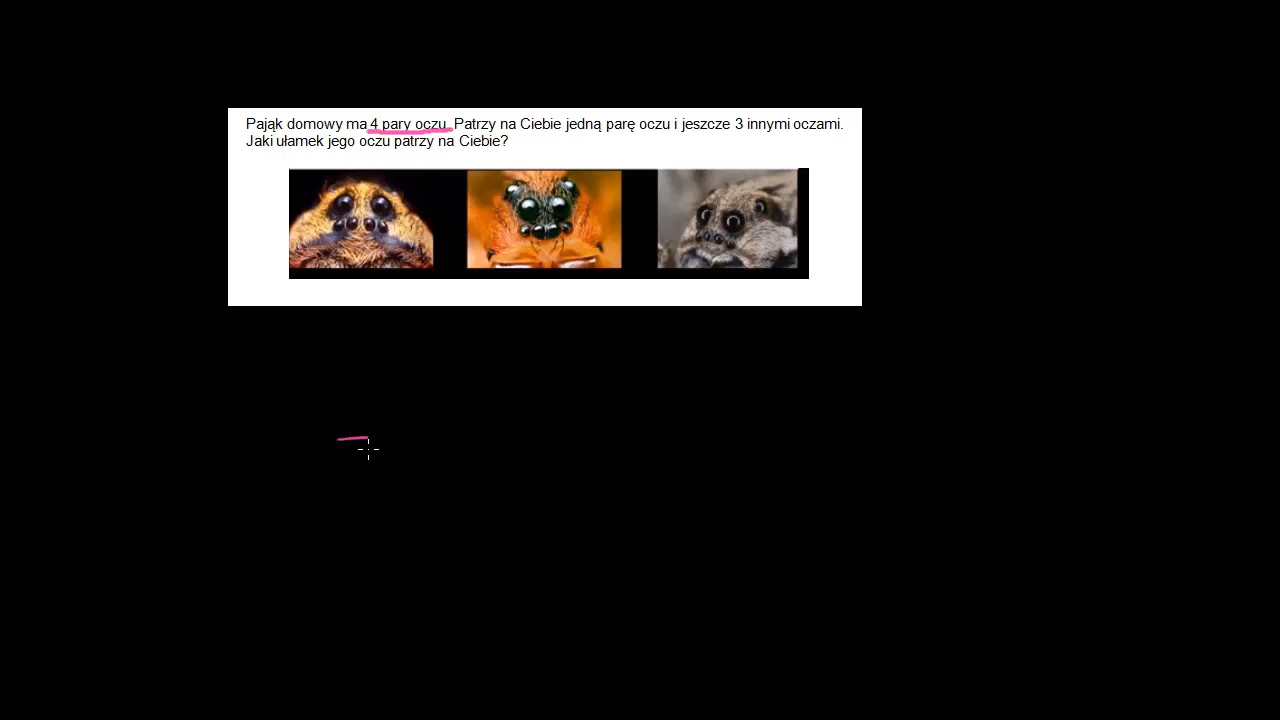 Pająk domowy ma 4 pary oczu. Patrzy na Ciebie jedną parę oczu i jeszcze 3 innymi oczami.
Jaki ułamek jego oczu patrzy na Ciebie?